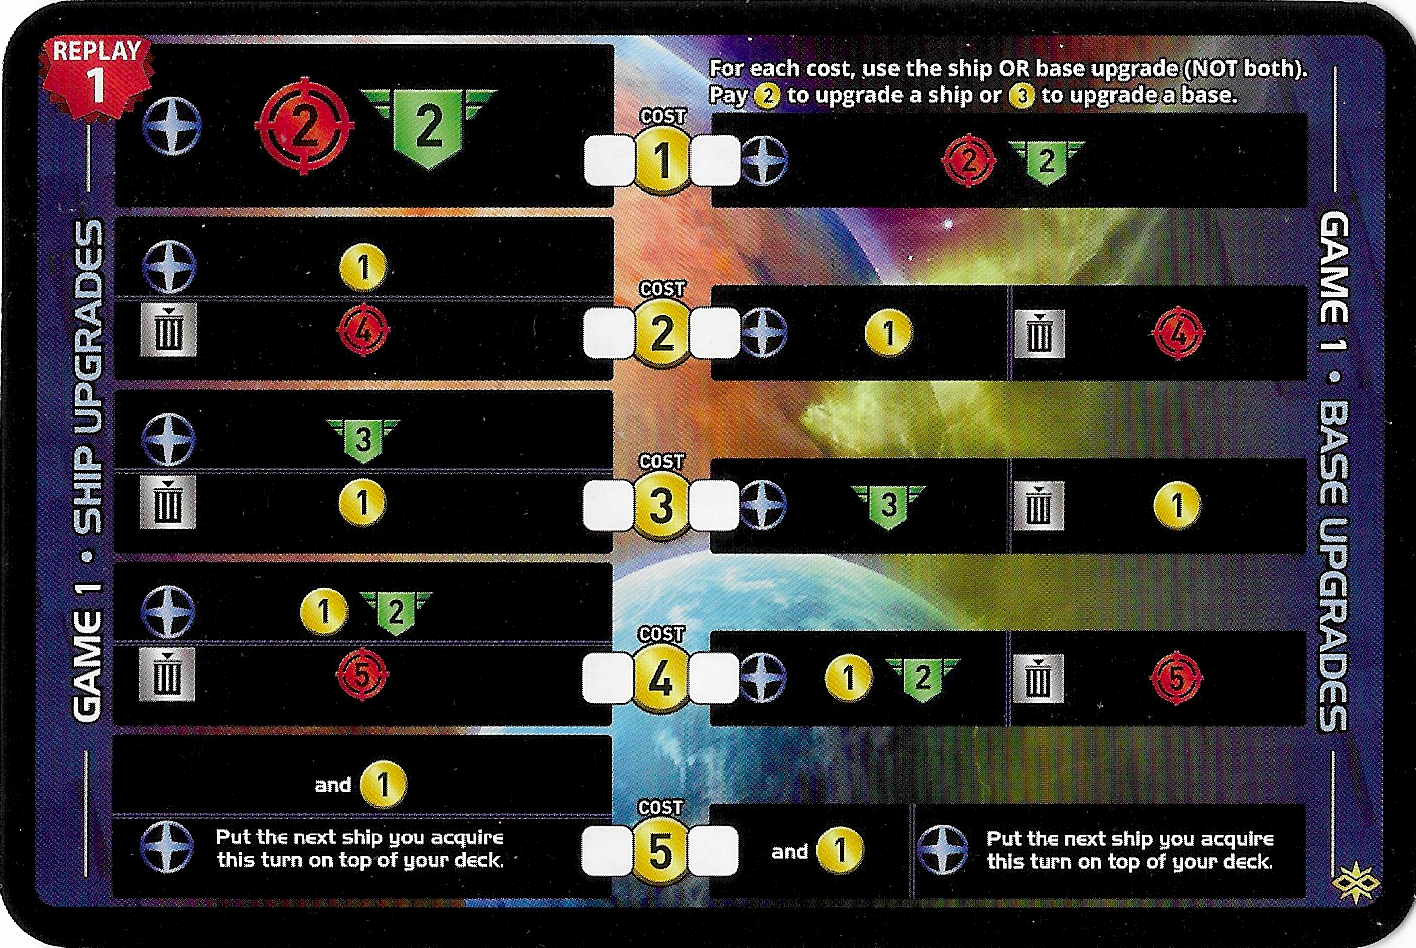 REPLAY
1
For each cost, use the ship OR base upgrade (NOT both).
Pay 2 to upgrade a ship or 3 to upgrade a base.
GAME 1 • SHIP UPGRADES
2 2
COST
1
2 2
1
4
COST
2
1 4
3
1
COST
3
3 1
1 2
5
COST
4
1 2 5
and 1
Put the next ship you acquire
this turn on top of your deck.
COST
5
and 1
Put the next ship you acquire
this turn on top of your deck.
GAME 1 • BASE UPGRADES